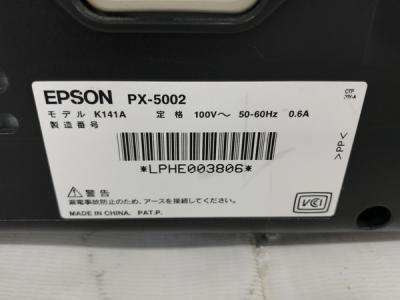 EPSON PX-5002
モデル K141A 定格 100V～ 50-60Hz 0.6A
製造番号
*LPHE003806*
警告
漏電事故防止のため、アースを接続してください。
MADE IN CHINA. PAT.P.
VCI
>PP<